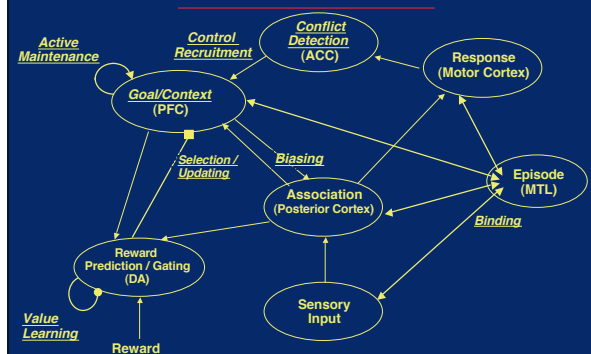 Active
Maintenance
Control
Recruitment
Conflict
Detection
(ACC)
Response
(Motor Cortex)
Goal/Context
(PFC)
Selection /
Updating
Biasing
Association
(Posterior Cortex)
Episode
(MTL)
Binding
Reward
Prediction / Gating
(DA)
Sensory
Input
Value
Learning
Reward